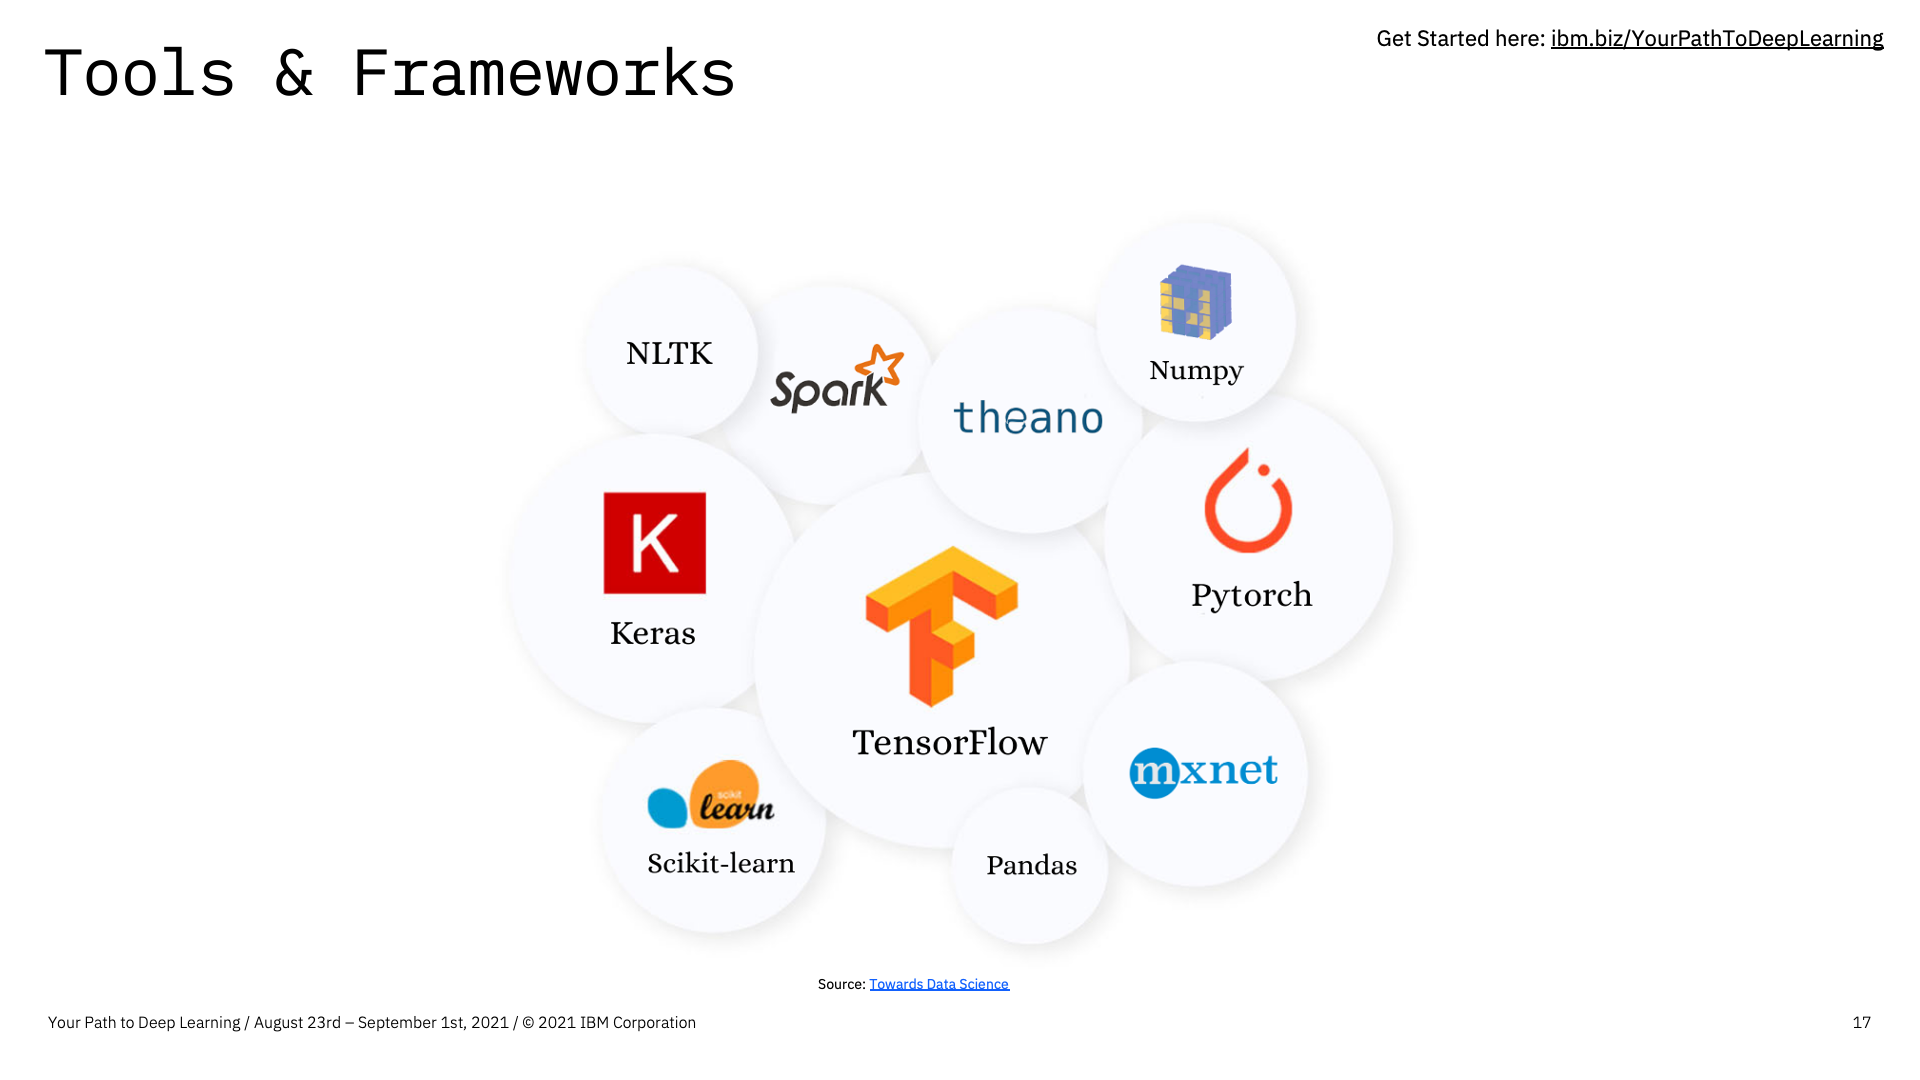 Get Started here: ibm.biz/YourPathToDeepLearning
Tools & Frameworks
Numpy
NLTK
Spark
theano
K
Keras
Pytorch
TensorFlow
mxnet
scikit
learn
Scikit-learn
Pandas
Source: Towards Data Science
Your Path to Deep Learning / August 23rd – September 1st, 2021 / © 2021 IBM Corporation
17